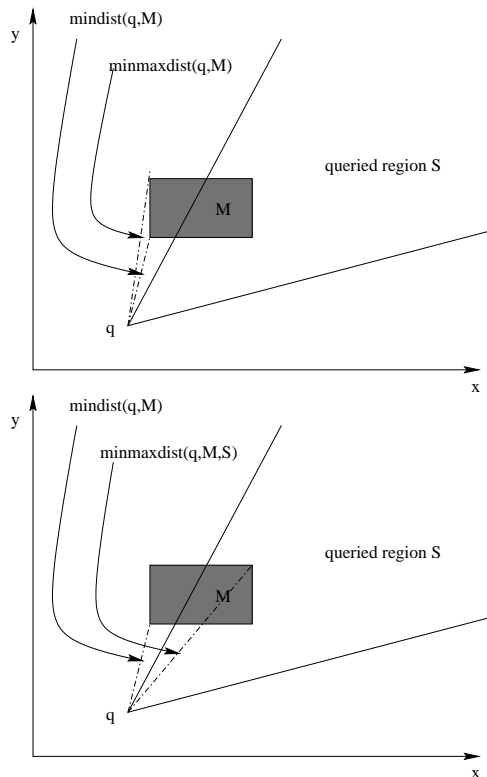 mindist(q,M)
y
minmaxdist(q,M)
queried region S
M
q
x
mindist(q,M)
y
minmaxdist(q,M,S)
queried region S
M
q
x